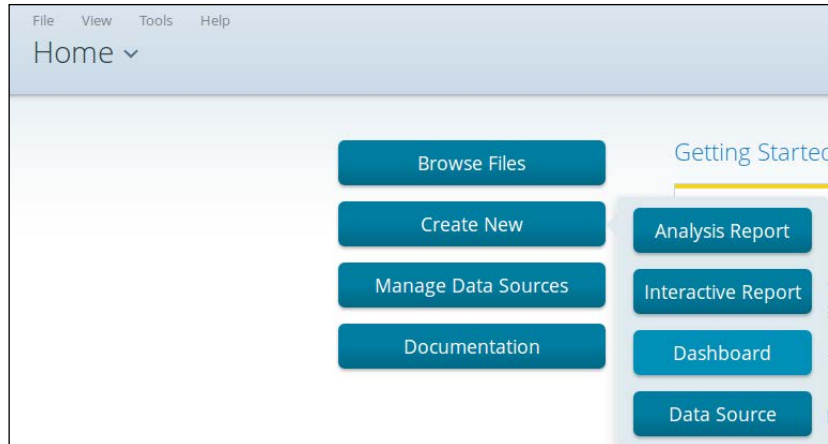 File View Tools Help
Home
Browse Files
Getting Started
Create New
Analysis Report
Manage Data Sources
Interactive Report
Documentation
Dashboard
Data Source